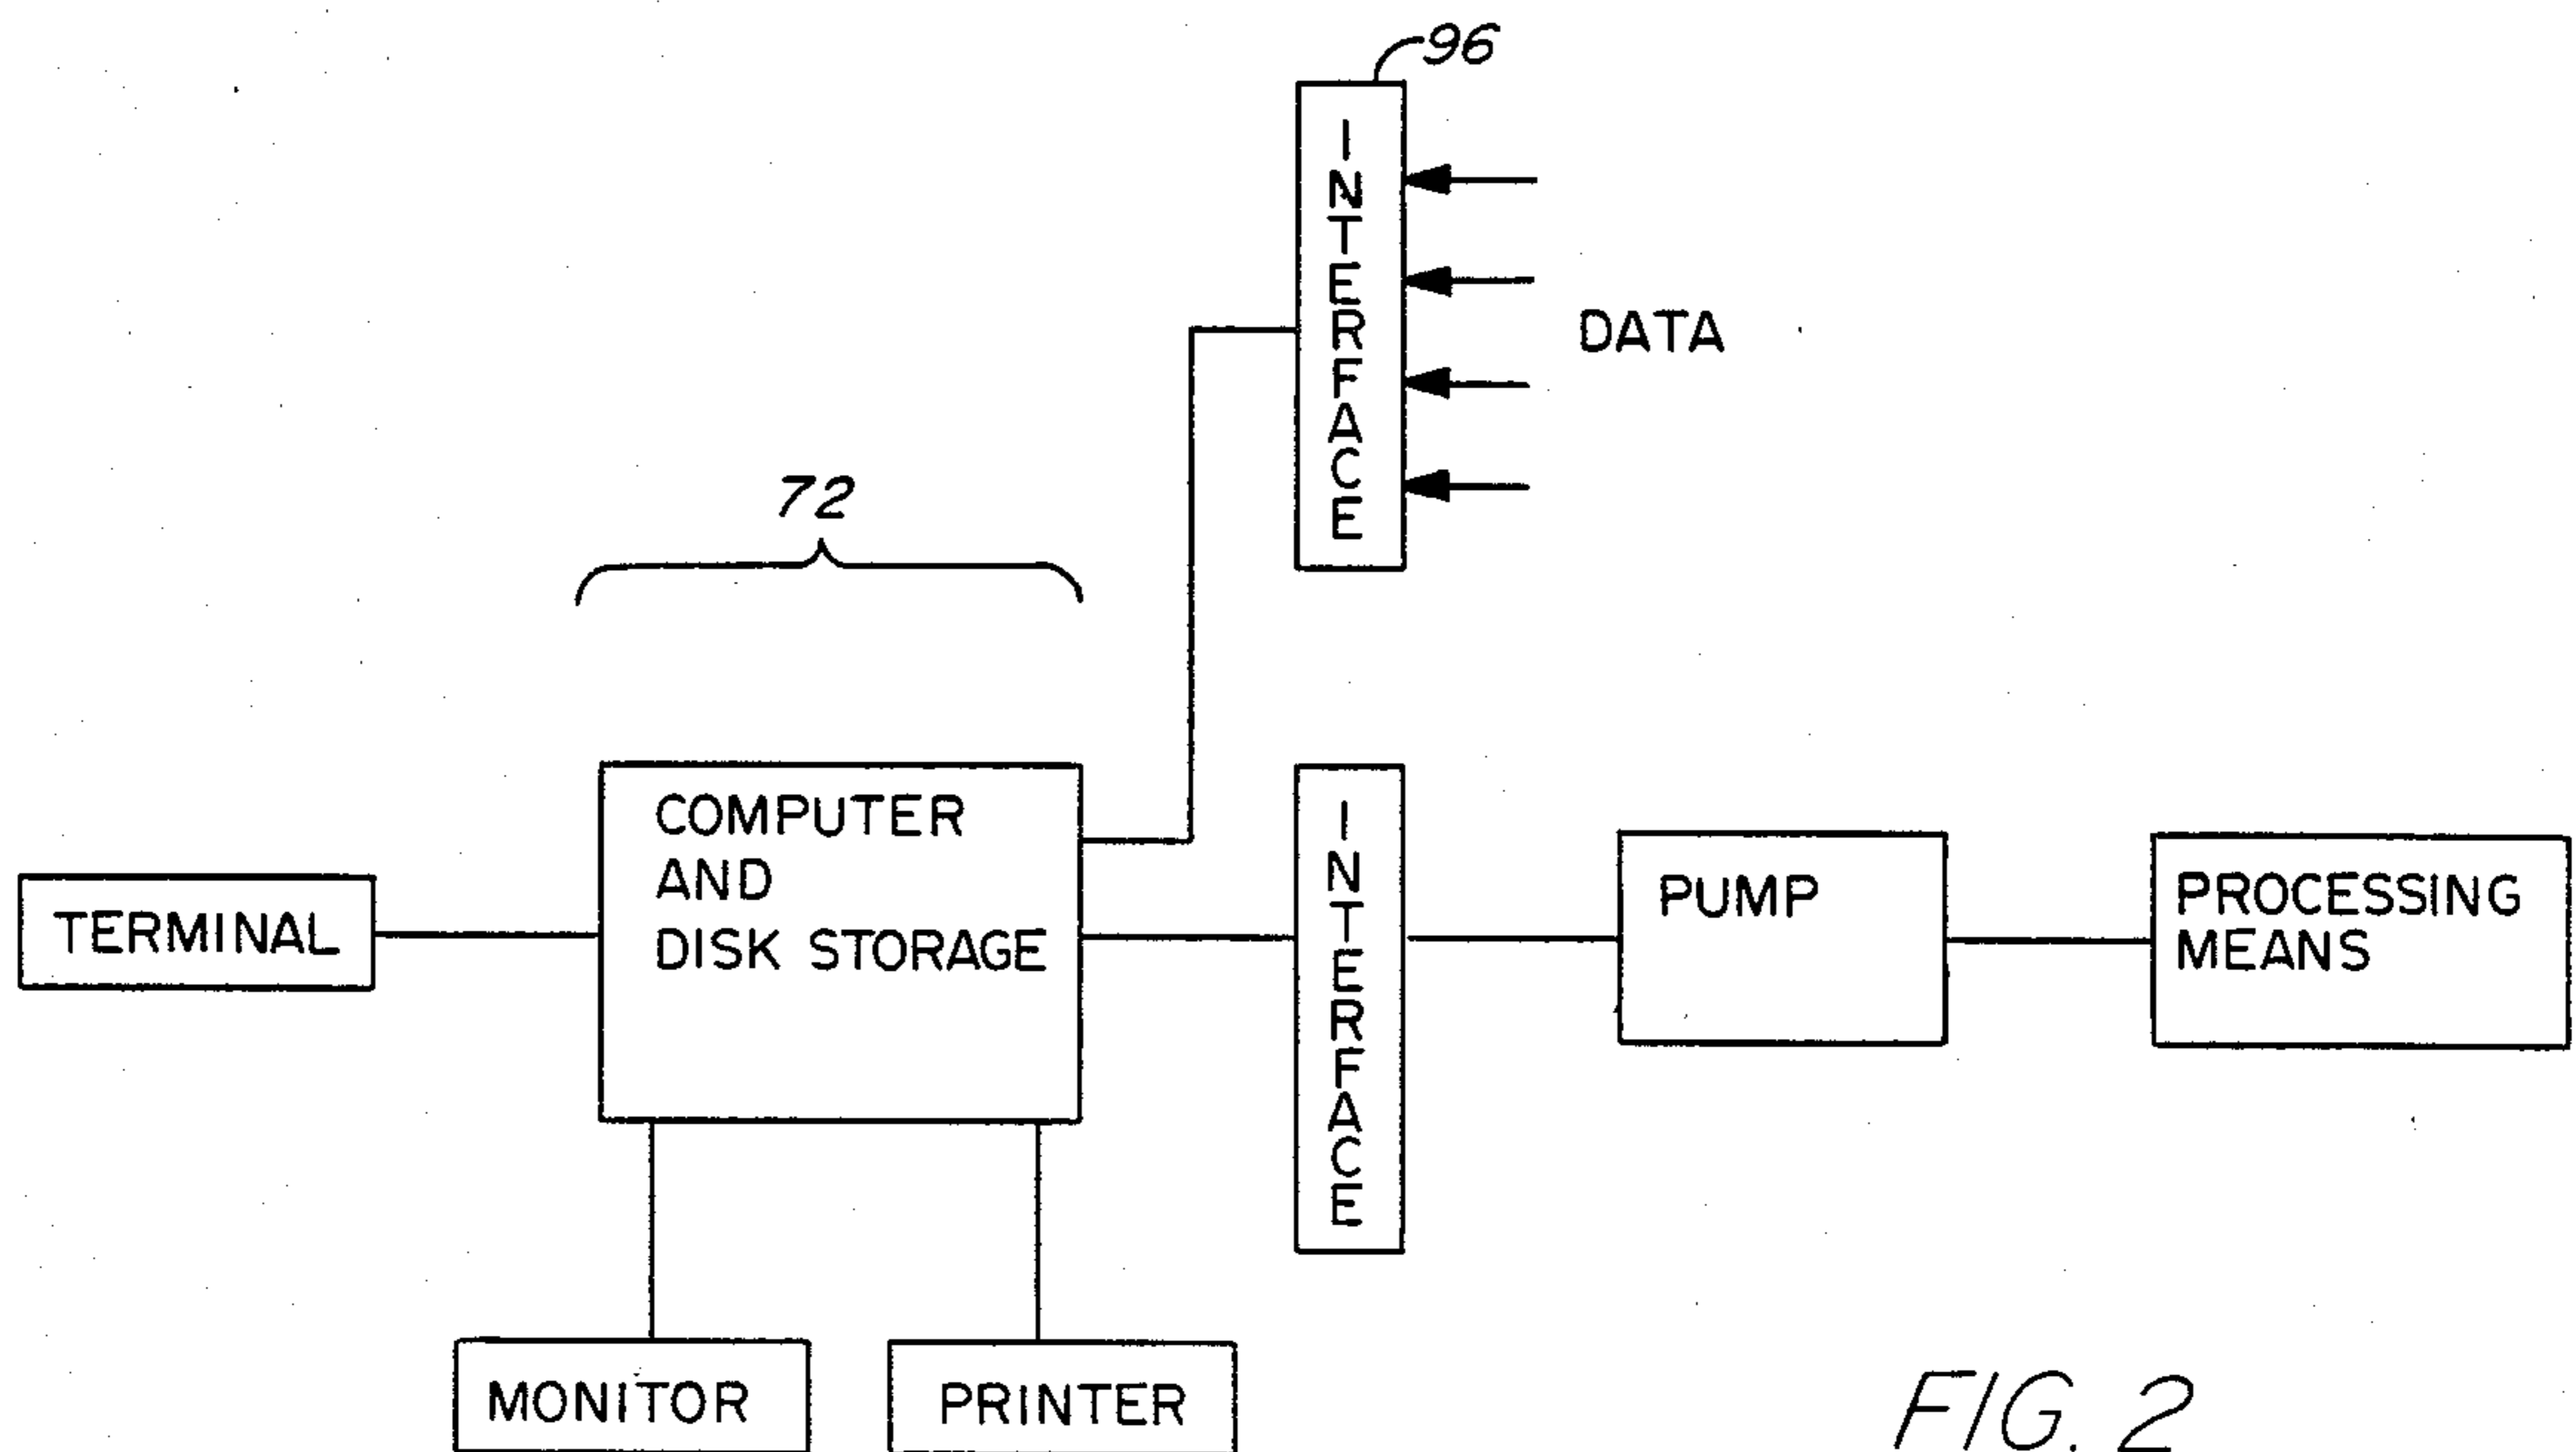 96
INTERFACE
DATA
72
COMPUTER
AND
DISK STORAGE
TERMINAL
INTERFACE
PUMP
PROCESSING
MEANS
MONITOR
PRINTER
FIG. 2